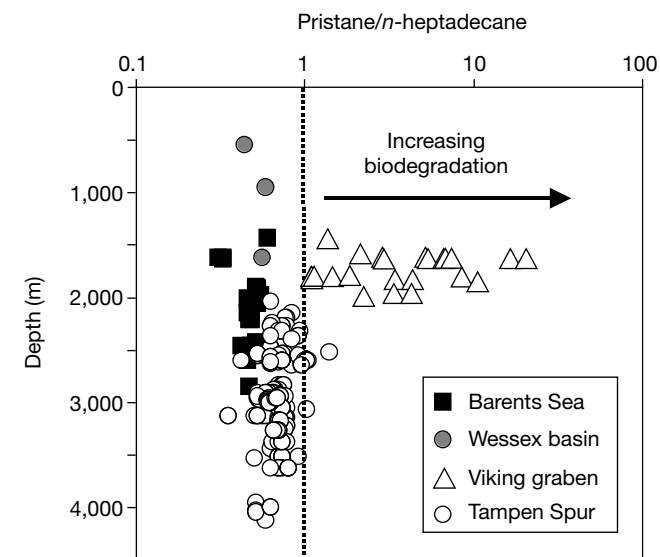 Pristane/n-heptadecane
0.1 1 10 100
0
1,000
2,000
3,000
4,000
Depth (m)
Increasing
biodegradation
Barents Sea
Wessex basin
Viking graben
Tampen Spur